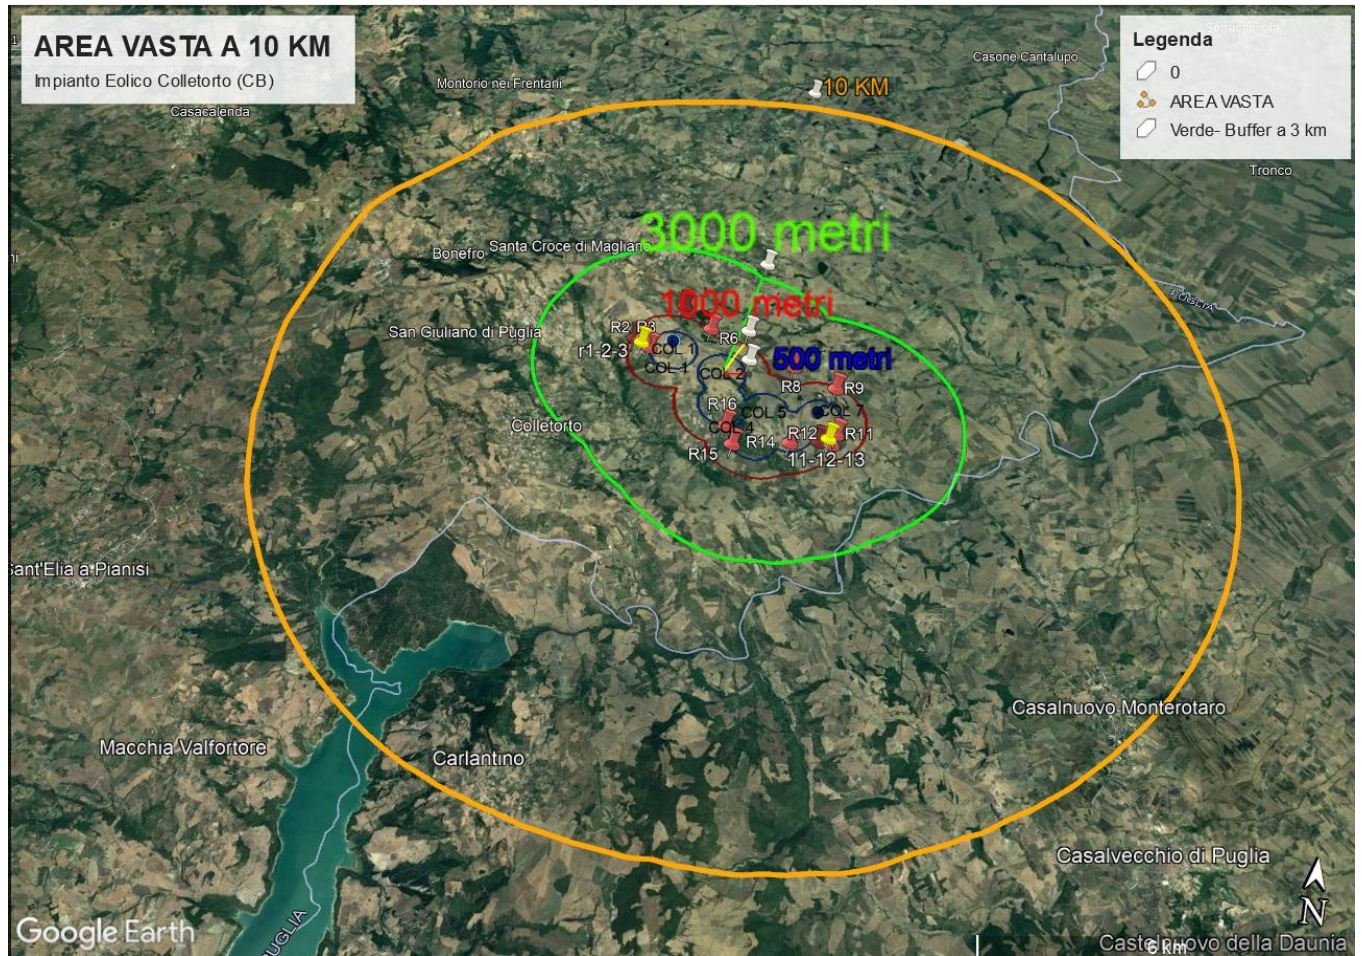 AREA VASTA A 10 KM
Impianto Eolico Colletorto (CB)
Legenda
0
AREA VASTA
Verde- Buffer a 3 km
Casone Cantalupo
Montorio nei Frentani
10 KM
Casacalenda
Tronco
3000 metri
Bonefro
Santa Croce di Magliano
PUGLIA
1000 metri
San Giuliano di Puglia
R2
R3
R6
r1-2-3
COL 1
COL 1
500 metri
COL 2
R8
R9
R16
COL 5
COL 7
Colletorto
COL 4
R12
R11
R15
R14
11-12-13
Sant'Elia a Pianisi
Casalnuovo Monterotaro
Macchia Valfortore
Carlantino
Casalvecchio di Puglia
N
PUGLIA
Google Earth
Castelnuovo della Daunia
6 km